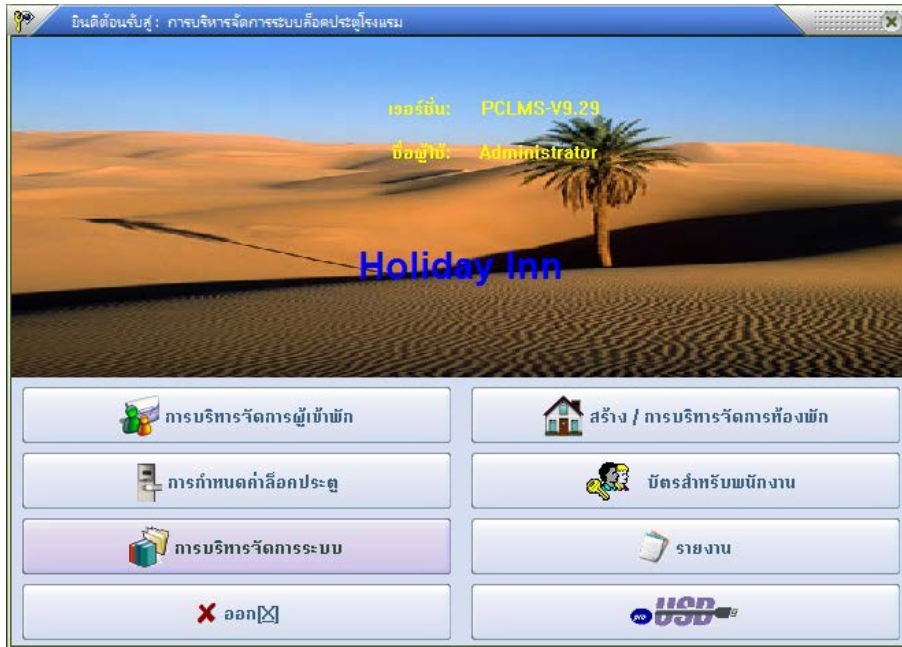 ยินดีต้อนรับสู่ : การบริหารจัดการระบบล็อคประตูโรงแรม
เวอร์ชั่น: PCLMS-V9.29
ชื่อผู้ใช้: Administrator
Holiday Inn
การบริหารจัดการผู้เข้าพัก
สร้าง / การบริหารจัดการห้องพัก
การกำหนดค่าล็อคประตู
บัตรสำหรับพนักงาน
การบริหารจัดการระบบ
รายงาน
ออก[X]
pro USB